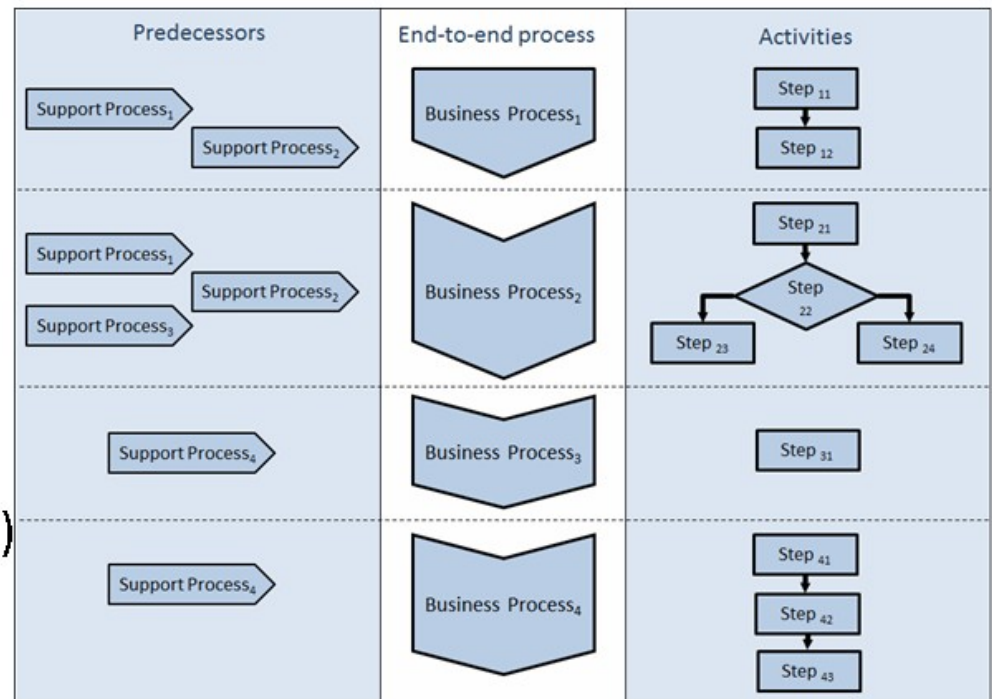 Predecessors
End-to-end process
Activities
Support Process₁
Support Process₂
Business Process₁
Step ₁₁
Step ₁₂
Support Process₁
Support Process₂
Support Process₃
Business Process₂
Step ₂₁
Step
₂₂
Step ₂₃
Step ₂₄
Support Process₄
Business Process₃
Step ₃₁
)
Support Process₄
Business Process₄
Step ₄₁
Step ₄₂
Step ₄₃